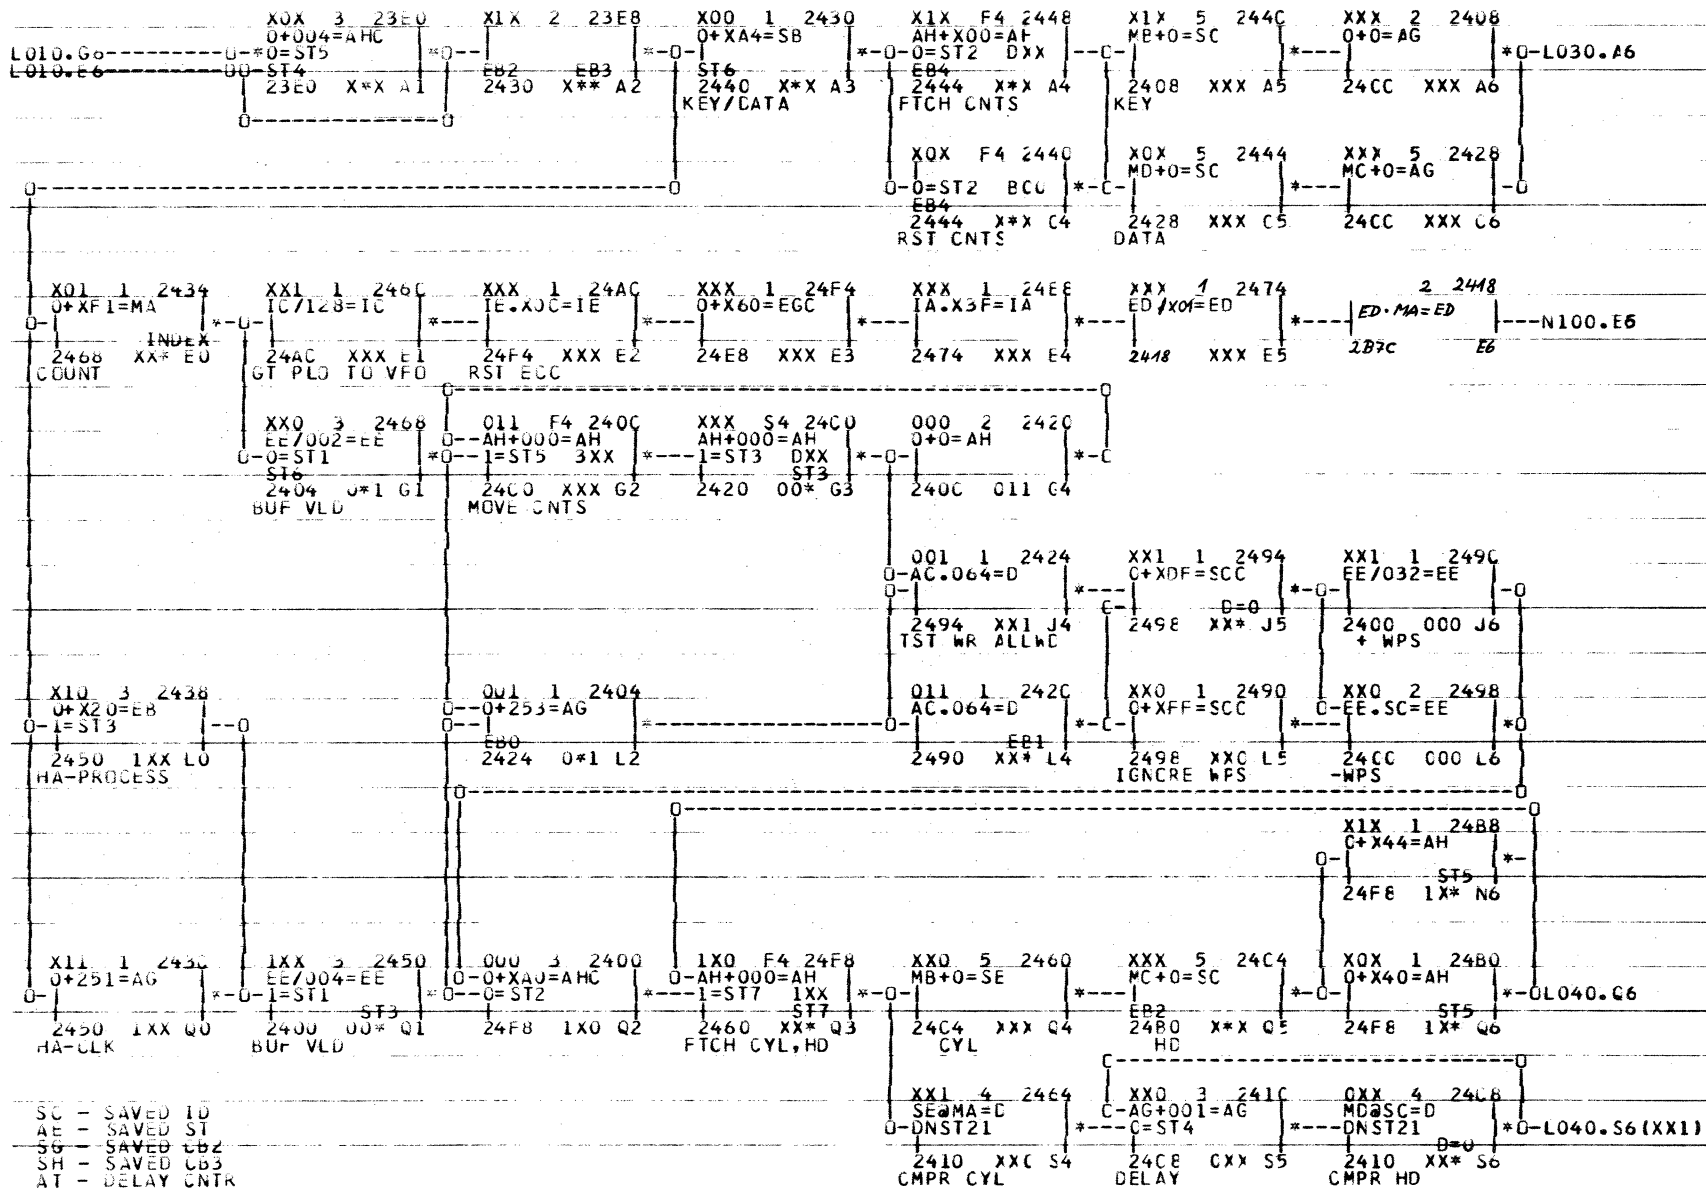 X0X 3 23E0 X1X 2 23E8 X00 1 2430 X1X F4 2448 X1X 5 244C XXX 2 2408
0+004=AHC 0+XA4=SB AH+X00=AH MB+0=SC 0+0=AG
L010.G6 *0=ST5 0=ST2 DXX L030.A6
L010.E6 ST4 EB2 EB3 ST6 EB4
23E0 X*X A1 2430 X** A2 2440 X*X A3 2444 X*X A4 2408 XXX A5 24CC XXX A6
KEY/DATA FTCH CNTS KEY
X0X F4 2440 X0X 5 2444 XXX 5 2428
MD+0=SC MC+0=AG
0=ST2 BC0
EB4
2444 X*X C4 2428 XXX C5 24CC XXX C6
RST CNTS DATA
X01 1 2434 XX1 1 246C XXX 1 24AC XXX 1 24F4 XXX 1 24E8 XXX 1 2474 2 2418
0+XF1=MA IC/128=IC IE.X0C=IE 0+X60=EGC IA.X3F=IA ED/X01=ED ED·MA=ED
INDEX N100.E6
2468 XX* E0 24AC XXX E1 24F4 XXX E2 24E8 XXX E3 2474 XXX E4 2418 XXX E5 2B7C E6
COUNT GT PLO TO VFO RST ECC
XX0 3 2468 011 F4 240C XXX S4 24C0 000 2 2420
EE/002=EE AH+000=AH AH+000=AH 0+0=AH
0=ST1 1=ST5 3XX 1=ST3 DXX
ST6 ST3
2404 0*1 G1 24C0 XXX G2 2420 00* G3 240C 011 G4
BUF VLD MOVE CNTS
001 1 2424 XX1 1 2494 XX1 1 249C
AC.064=D 0+XDF=SCC EE/032=EE
D=0
2494 XX1 J4 2498 XX* J5 2400 000 J6
TST WR ALLWD + WPS
X10 3 2438 001 1 2404 011 1 242C XX0 1 2490 XX0 2 2498
0+X20=EB 0+253=AG AC.064=D 0+XFF=SCC EE.SC=EE
1=ST3
EB0 EB1
2450 1XX L0 2424 0*1 L2 2490 XX* L4 2498 XX0 L5 24CC 000 L6
HA-PROCESS IGNORE WPS -WPS
X1X 1 24B8
0+X44=AH
ST5
24F8 1X* N6
X11 1 243C 1XX 3 2450 000 3 2400 1X0 F4 24F8 XX0 5 2460 XXX 5 24C4 X0X 1 24B0
0+251=AG EE/004=EE 0+XA0=AHC AH+000=AH MB+0=SE MC+0=SC 0+X40=AH
1=ST1 0=ST2 1=ST7 1XX L040.Q6
ST3 ST7 EB2 ST5
2450 1XX Q0 2400 00* Q1 24F8 1X0 Q2 2460 XX* Q3 24C4 XXX Q4 24B0 X*X Q5 24F8 1X* Q6
HA-CLK BUF VLD FTCH CYL,HD CYL HD
XX1 4 2464 XX0 3 241C 0XX 4 24C8
SC - SAVED ID SE@MA=D AG+001=AG MD@SC=D
AE - SAVED ST DNST21 0=ST4 DNST21 L040.S6(XX1)
SG - SAVED CB2 D=0
SH - SAVED CB3 2410 XX0 S4 24C8 0XX S5 2410 XX* S6
AT - DELAY CNTR CMPR CYL DELAY CMPR HD